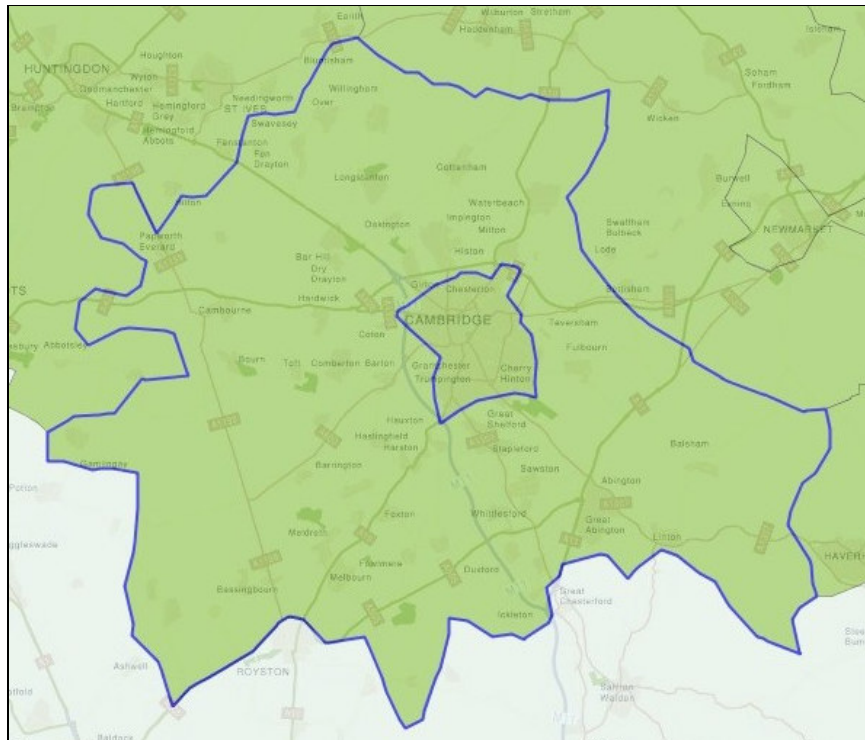 Earith
Wilburton
Stretham
Haddenham
Isleham
Houghton
Bluntisham
HUNTINGDON
Wyton
Soham
Fordham
Godmanchester
Willingham
Needingworth
Over
Brampton
Hartford
Hemingford
Grey
ST IVES
Swavesey
Wicken
Hemingford
Abbots
Fenstanton
Fen
Drayton
Cottenham
Longstanton
Burwell
Hilton
Waterbeach
Exning
Impington
Oakington
Milton
Swaffham
Bulbeck
NEWMARKET
Papworth
Everard
Histon
Lode
Bar Hill
Dry
Drayton
Girton
Chesterton
Bottisham
Hardwick
Cambourne
CAMBRIDGE
Teversham
Coton
Abbotsley
Fulbourn
Bourn
Toft
Comberton
Barton
Grantchester
Cherry
Hinton
Trumpington
Great
Shelford
Hauxton
Haslingfield
Harston
Stapleford
Balsham
Gamlingay
Barrington
Sawston
Abington
Potton
Foxton
Whittlesford
Great
Abington
Meldreth
Linton
ggleswade
Fowlmere
HAVER
Melbourn
Duxford
Bassingbourn
Great
Chesterford
Ickleton
Ashwell
ROYSTON
Saffron
Walden
M11
Baldock